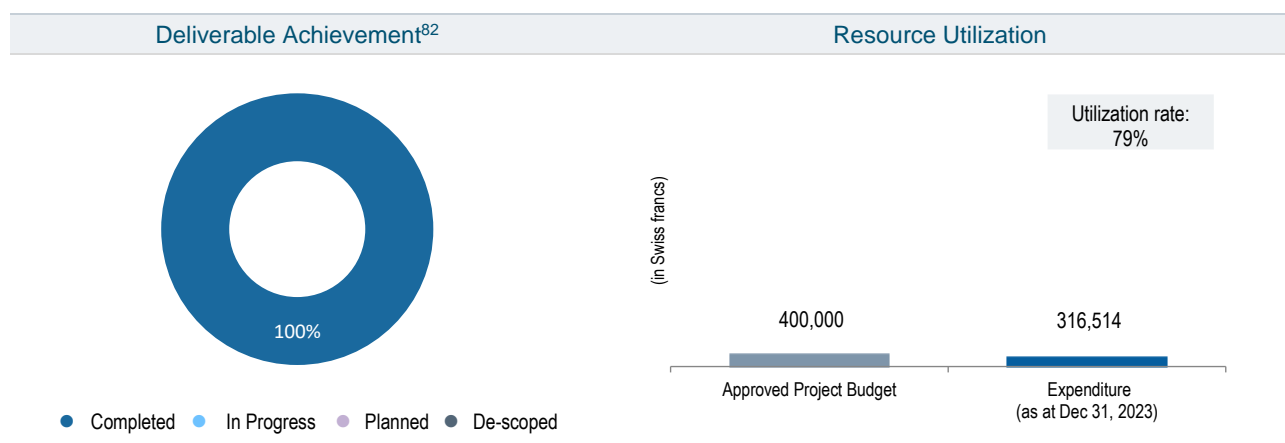 Deliverable Achievement82
Resource Utilization
100%
Completed
In Progress
Planned
De-scoped
Utilization rate:
79%
(in Swiss francs)
400,000
316,514
Approved Project Budget
Expenditure
(as at Dec 31, 2023)